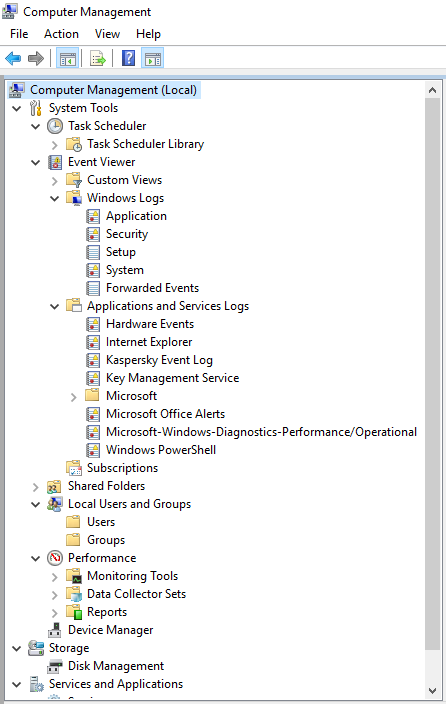 Computer Management
File Action View Help
Computer Management (Local)
System Tools
Task Scheduler
Task Scheduler Library
Event Viewer
Custom Views
Windows Logs
Application
Security
Setup
System
Forwarded Events
Applications and Services Logs
Hardware Events
Internet Explorer
Kaspersky Event Log
Key Management Service
Microsoft
Microsoft Office Alerts
Microsoft-Windows-Diagnostics-Performance/Operational
Windows PowerShell
Subscriptions
Shared Folders
Local Users and Groups
Users
Groups
Performance
Monitoring Tools
Data Collector Sets
Reports
Device Manager
Storage
Disk Management
Services and Applications